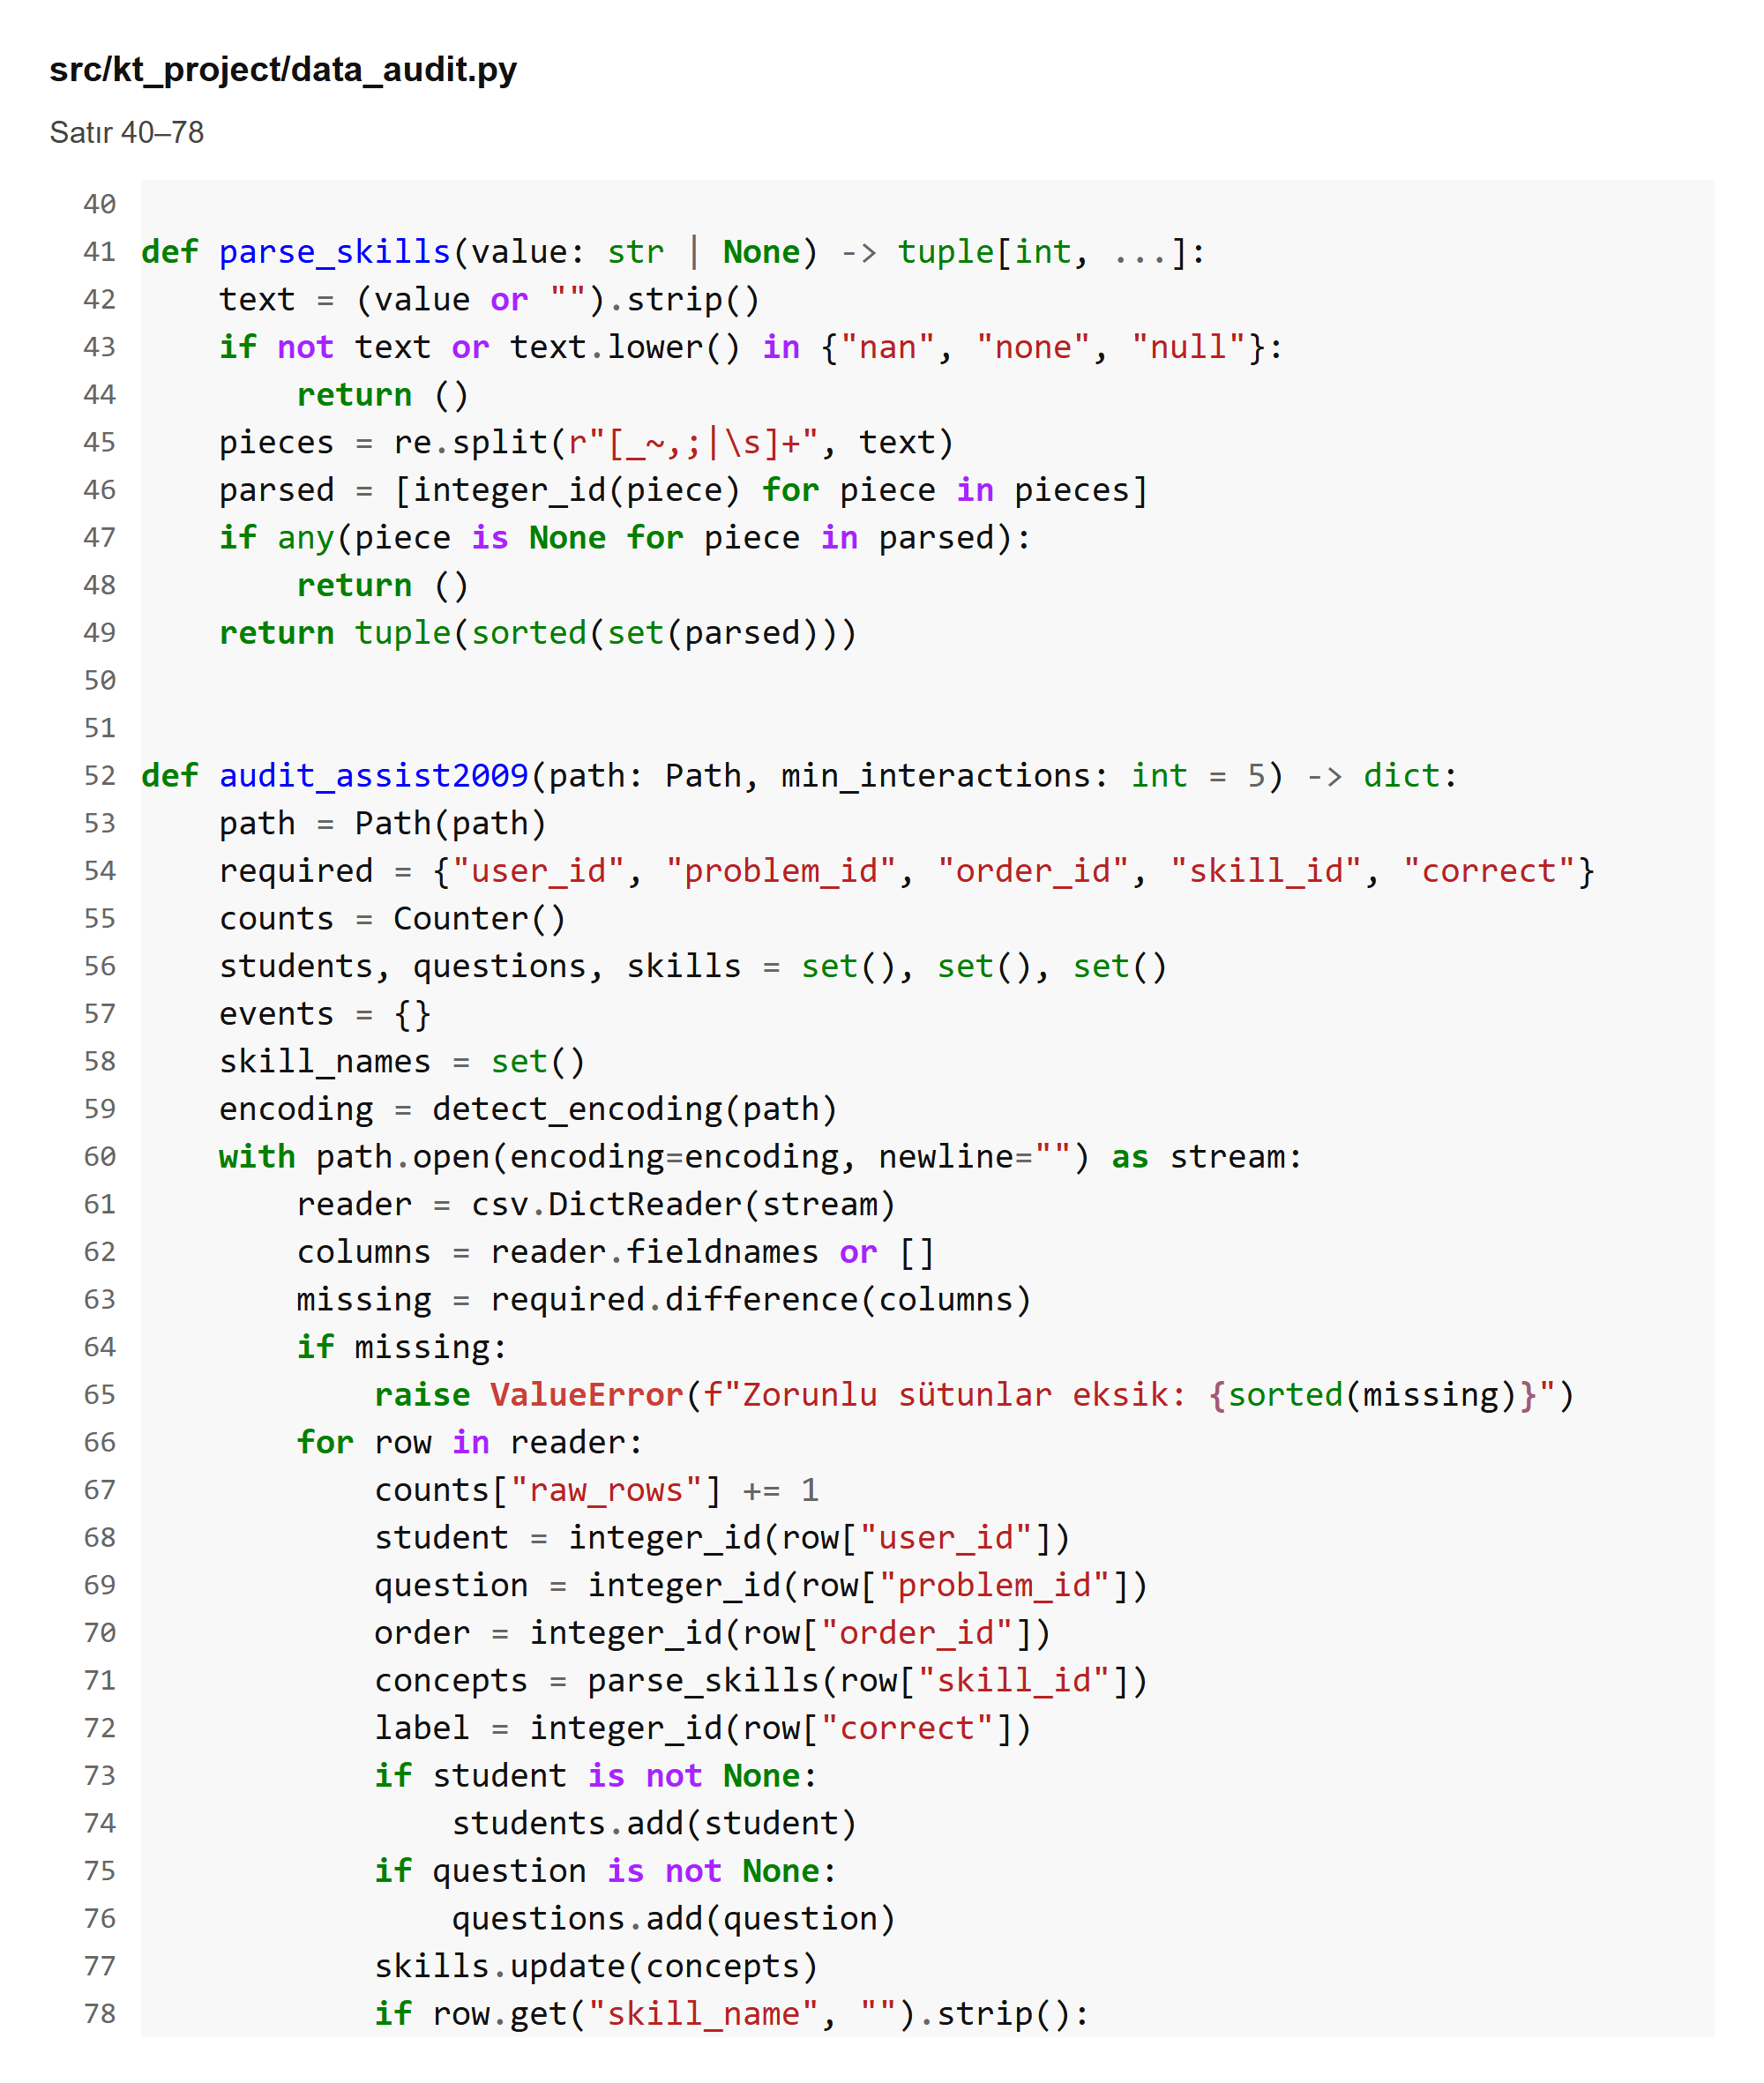 src/kt_project/data_audit.py
Satır 40–78
40
41 def parse_skills(value: str | None) -> tuple[int, ...]:
42     text = (value or "").strip()
43     if not text or text.lower() in {"nan", "none", "null"}:
44         return ()
45     pieces = re.split(r"[_~,;|\s]+", text)
46     parsed = [integer_id(piece) for piece in pieces]
47     if any(piece is None for piece in parsed):
48         return ()
49     return tuple(sorted(set(parsed)))
50
51
52 def audit_assist2009(path: Path, min_interactions: int = 5) -> dict:
53     path = Path(path)
54     required = {"user_id", "problem_id", "order_id", "skill_id", "correct"}
55     counts = Counter()
56     students, questions, skills = set(), set(), set()
57     events = {}
58     skill_names = set()
59     encoding = detect_encoding(path)
60     with path.open(encoding=encoding, newline="") as stream:
61         reader = csv.DictReader(stream)
62         columns = reader.fieldnames or []
63         missing = required.difference(columns)
64         if missing:
65             raise ValueError(f"Zorunlu sütunlar eksik: {sorted(missing)}")
66         for row in reader:
67             counts["raw_rows"] += 1
68             student = integer_id(row["user_id"])
69             question = integer_id(row["problem_id"])
70             order = integer_id(row["order_id"])
71             concepts = parse_skills(row["skill_id"])
72             label = integer_id(row["correct"])
73             if student is not None:
74                 students.add(student)
75             if question is not None:
76                 questions.add(question)
77             skills.update(concepts)
78             if row.get("skill_name", "").strip():